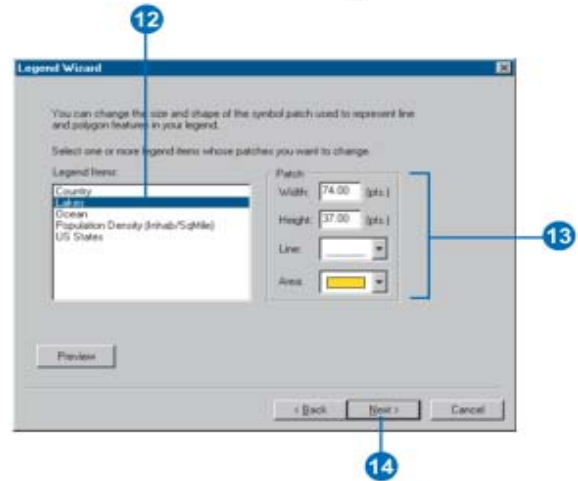 12
Legend Wizard
You can change the size and shape of the symbol patch used to represent line
and polygon features in your legend.
Select one or more legend items whose patches you want to change.
Legend Items:
Country
Lakes
Ocean
Population Density (Inhab/SqMile)
US States
Patch
Width: 74.00 (pts.)
Height: 37.00 (pts.)
Line:
Area:
13
Preview
< Back
Next >
Cancel
14